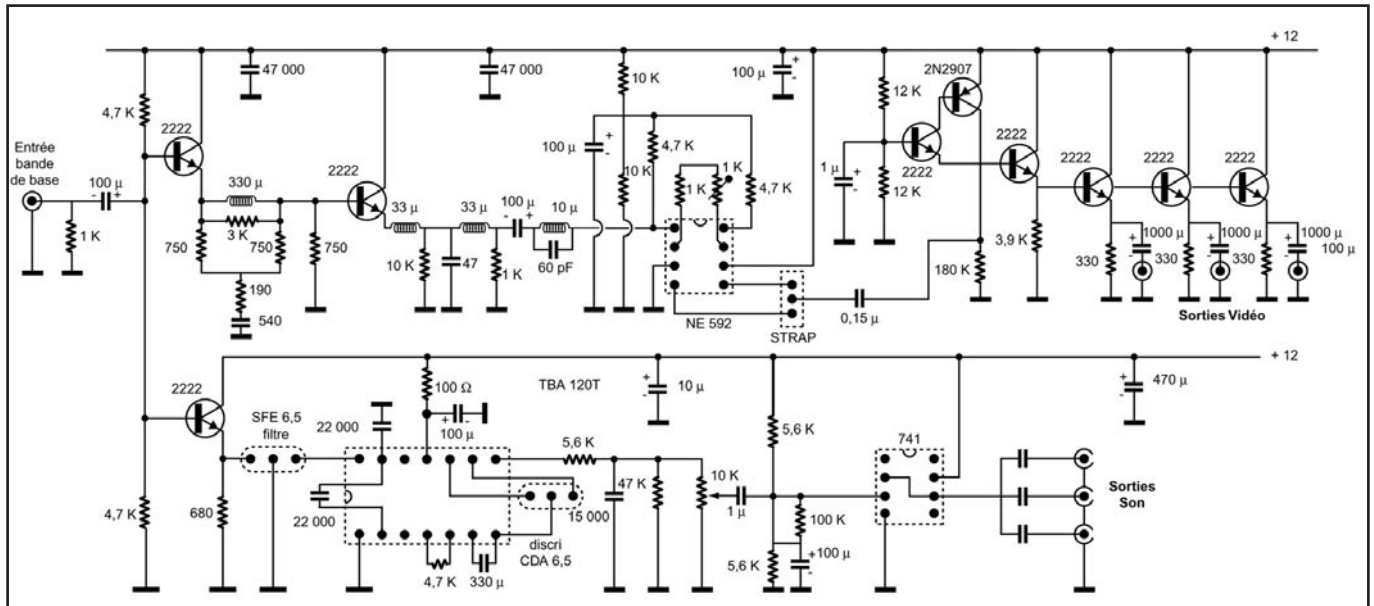 + 12
47 000
47 000
10 K
100 µ
+
-
12 K
2N2907
4,7 K
2222
2222
Entrée
bande
de base
100 µ
- +
1 K
330 µ
3 K
750
750
190
540
750
33 µ
10 K
33 µ
47
100 µ
- +
1 K
10 µ
60 pF
100 µ
+
-
10 K
4,7 K
1 K
1 K
4,7 K
NE 592
STRAP
0,15 µ
1 µ
+
-
12 K
2222
2222
180 K
3,9 K
2222
2222
2222
1000 µ
-
+
330
1000 µ
-
+
330
1000 µ
100 µ
-
+
330
Sorties Vidéo
+ 12
2222
4,7 K
680
SFE 6,5
filtre
22 000
22 000
100 Ω
+ -
100 µ
TBA 120T
10 µ
+
-
4,7 K
330 µ
5,6 K
15 000
discri
CDA 6,5
47 K
10 K
1 µ
5,6 K
5,6 K
100 K
100 µ
+
-
741
470 µ
+
-
Sorties
Son